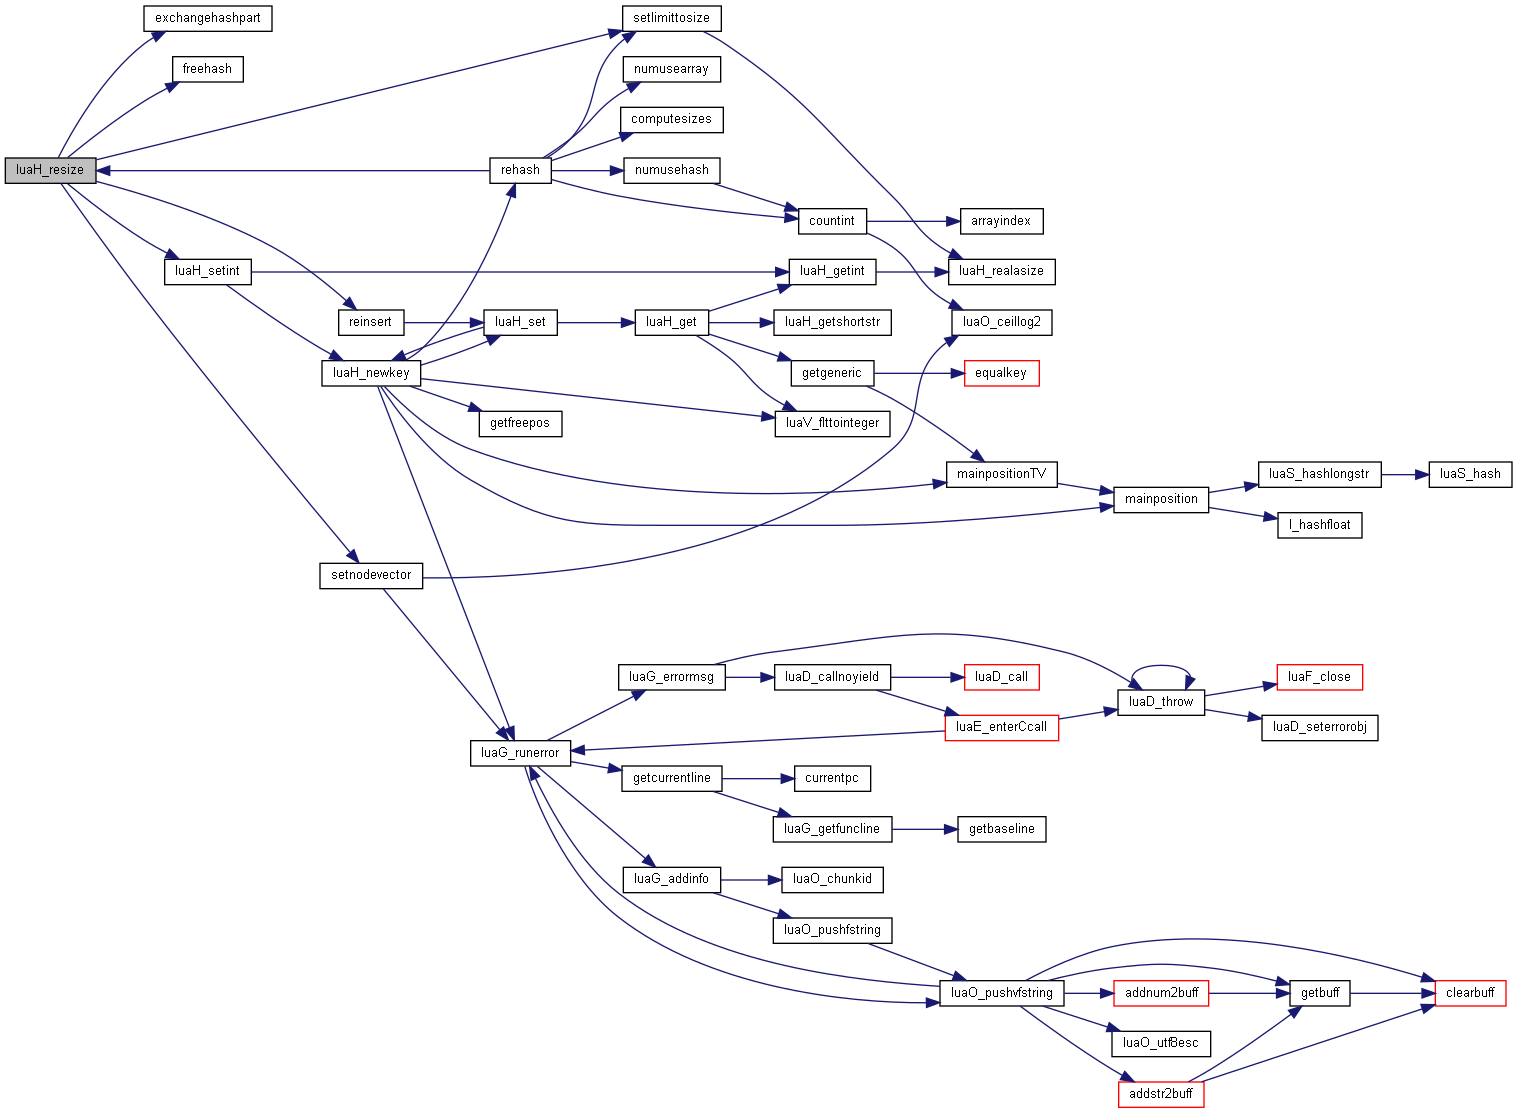 exchangehashpart
setlimittosize
freehash
numusearray
computesizes
luaH_resize
rehash
numusehash
countint
arrayindex
luaH_setint
luaH_getint
luaH_realasize
reinsert
luaH_set
luaH_get
luaH_getshortstr
luaO_ceillog2
luaH_newkey
getgeneric
equalkey
getfreepos
luaV_flttointeger
mainpositionTV
luaS_hashlongstr
luaS_hash
mainposition
l_hashfloat
setnodevector
luaG_errormsg
luaD_callnoyield
luaD_call
luaF_close
luaD_throw
luaE_enterCcall
luaD_seterrorobj
luaG_runerror
getcurrentline
currentpc
luaG_getfuncline
getbaseline
luaG_addinfo
luaO_chunkid
luaO_pushfstring
luaO_pushvfstring
addnum2buff
getbuff
clearbuff
luaO_utf8esc
addstr2buff